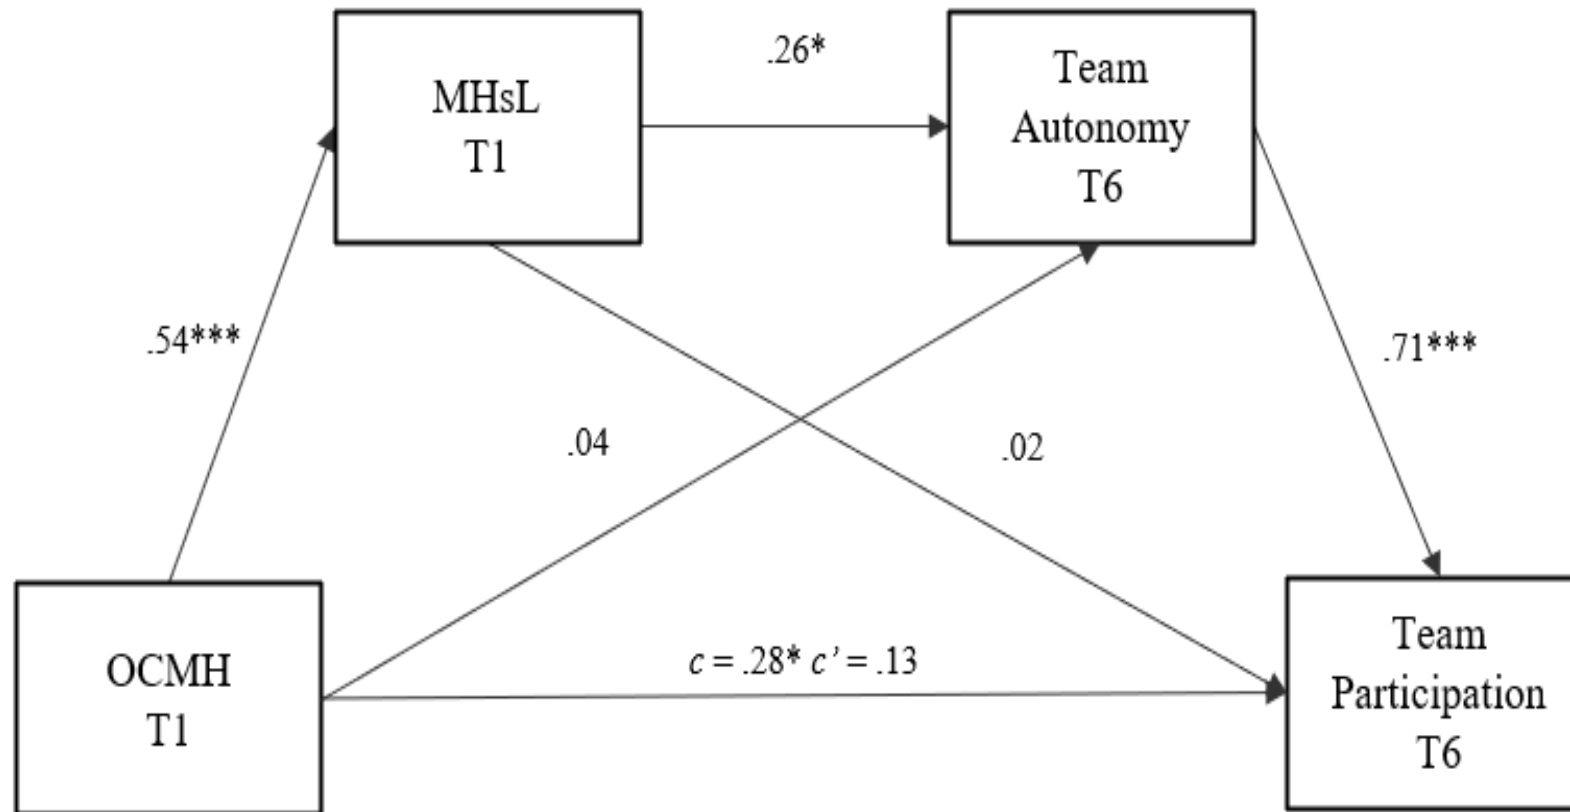 MHsL
T1
.26*
Team
Autonomy
T6
.54***
.04
.02
.71***
OCMH
T1
c = .28* c’ = .13
Team
Participation
T6